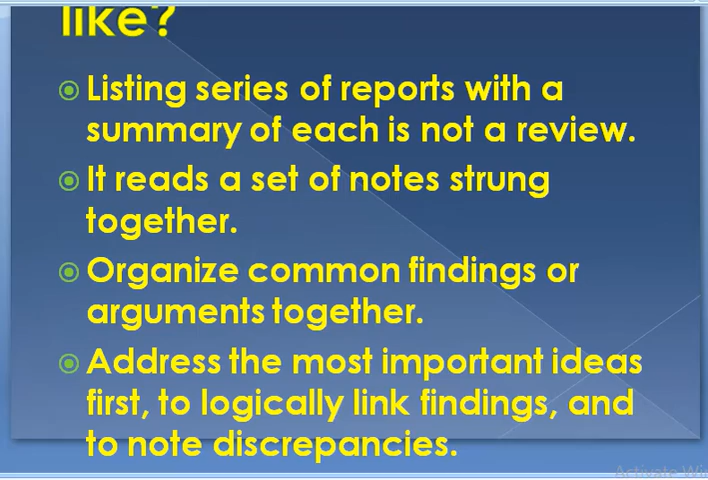 like?
Listing series of reports with a
summary of each is not a review.
It reads a set of notes strung
together.
Organize common findings or
arguments together.
Address the most important ideas
first, to logically link findings, and
to note discrepancies.
Activate Wi